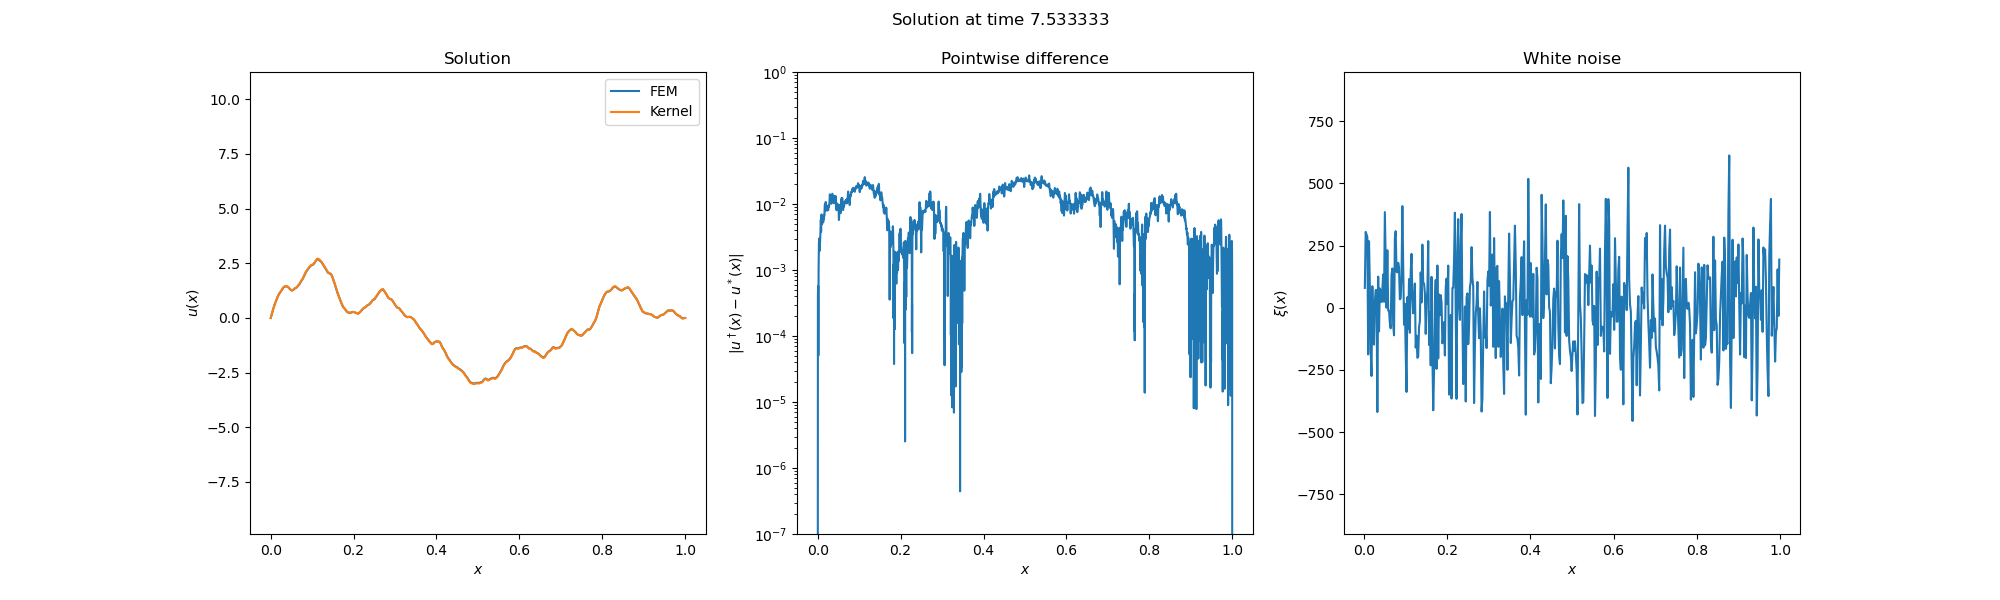 Solution at time 7.533333
Solution
10.0
7.5
5.0
2.5
0.0
−2.5
−5.0
−7.5
u(x)
FEM
Kernel
0.0 0.2 0.4 0.6 0.8 1.0
x
Pointwise difference
10⁰
10⁻¹
10⁻²
10⁻³
10⁻⁴
10⁻⁵
10⁻⁶
10⁻⁷
|u†(x) − u*(x)|
0.0 0.2 0.4 0.6 0.8 1.0
x
White noise
750
500
250
0
−250
−500
−750
ξ(x)
0.0 0.2 0.4 0.6 0.8 1.0
x